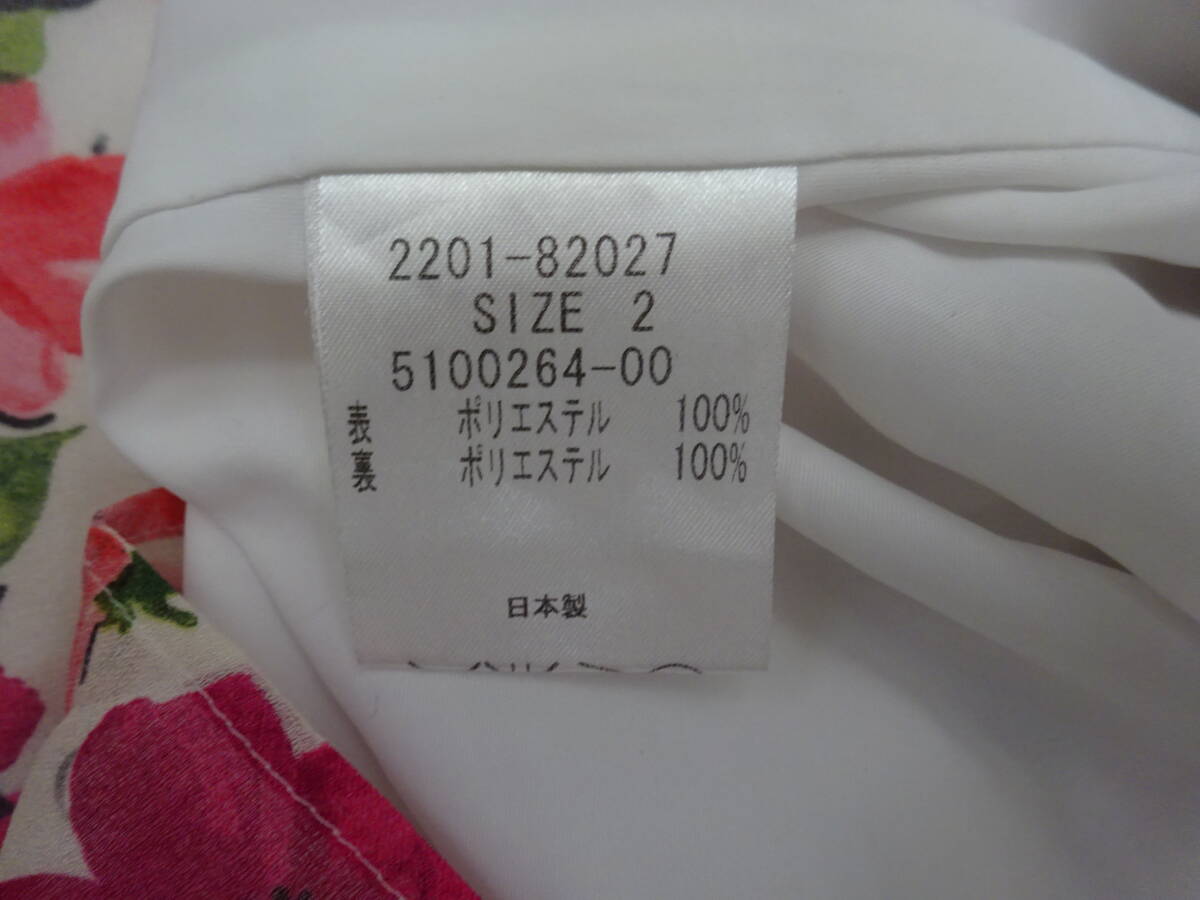 2201-82027
SIZE 2
5100264-00
表 ポリエステル 100%
裏 ポリエステル 100%
日本製